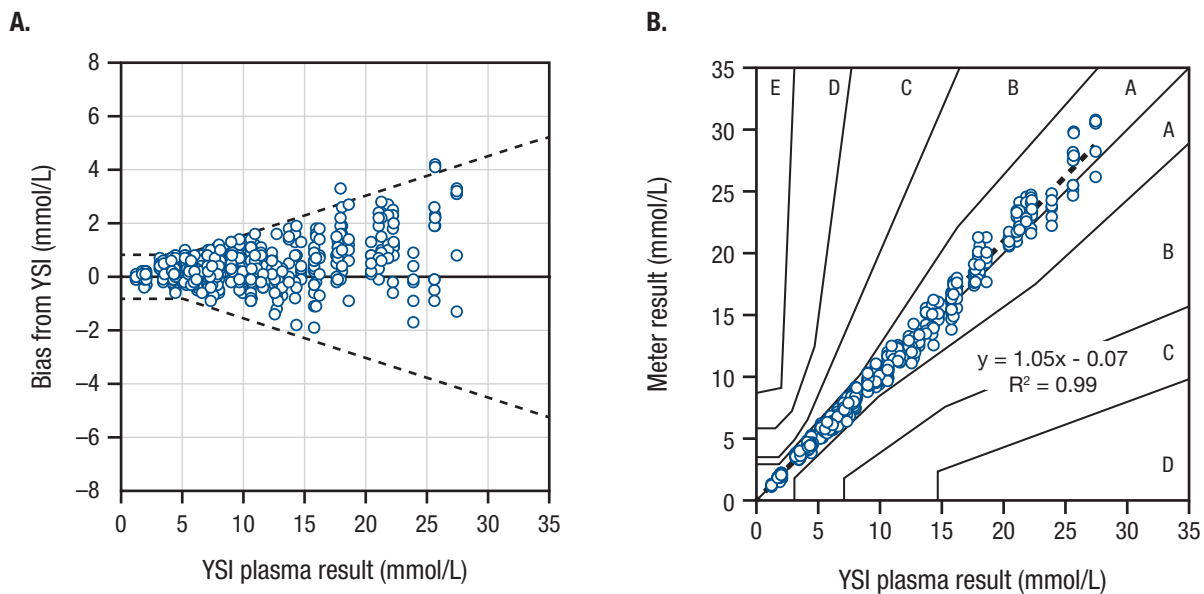 A.
8
6
4
2
0
–2
–4
–6
–8
Bias from YSI (mmol/L)
0 5 10 15 20 25 30 35
YSI plasma result (mmol/L)
B.
35
30
25
20
15
10
5
0
Meter result (mmol/L)
E D C B A
A
B
C
D
y = 1.05x - 0.07
R² = 0.99
0 5 10 15 20 25 30 35
YSI plasma result (mmol/L)